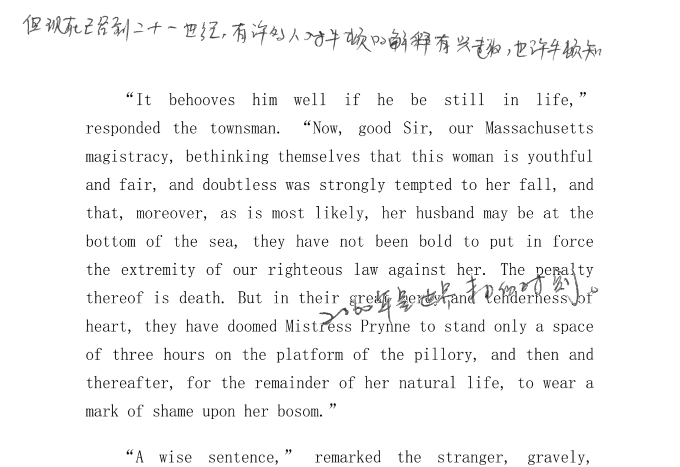 但现在已经到二十一世纪，有许多人对牛顿的解释有兴趣，也许牛顿知
“It behooves him well if he be still in life,”
responded the townsman. “Now, good Sir, our Massachusetts
magistracy, bethinking themselves that this woman is youthful
and fair, and doubtless was strongly tempted to her fall, and
that, moreover, as is most likely, her husband may be at the
bottom of the sea, they have not been bold to put in force
the extremity of our righteous law against her. The penalty
thereof is death. But in their great mercy and tenderness of
2060年是世界末日的时刻。
heart, they have doomed Mistress Prynne to stand only a space
of three hours on the platform of the pillory, and then and
thereafter, for the remainder of her natural life, to wear a
mark of shame upon her bosom.”
“A wise sentence,” remarked the stranger, gravely,